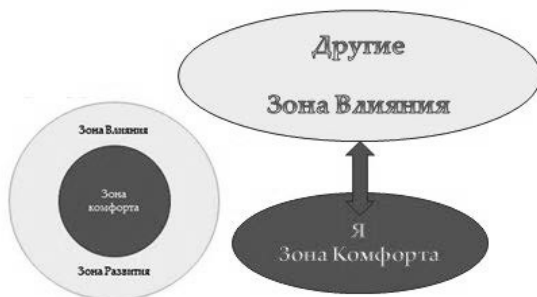 Другие
Зона Влияния
Зона Влияния
Зона
комфорта
Зона Развития
Я
Зона Комфорта